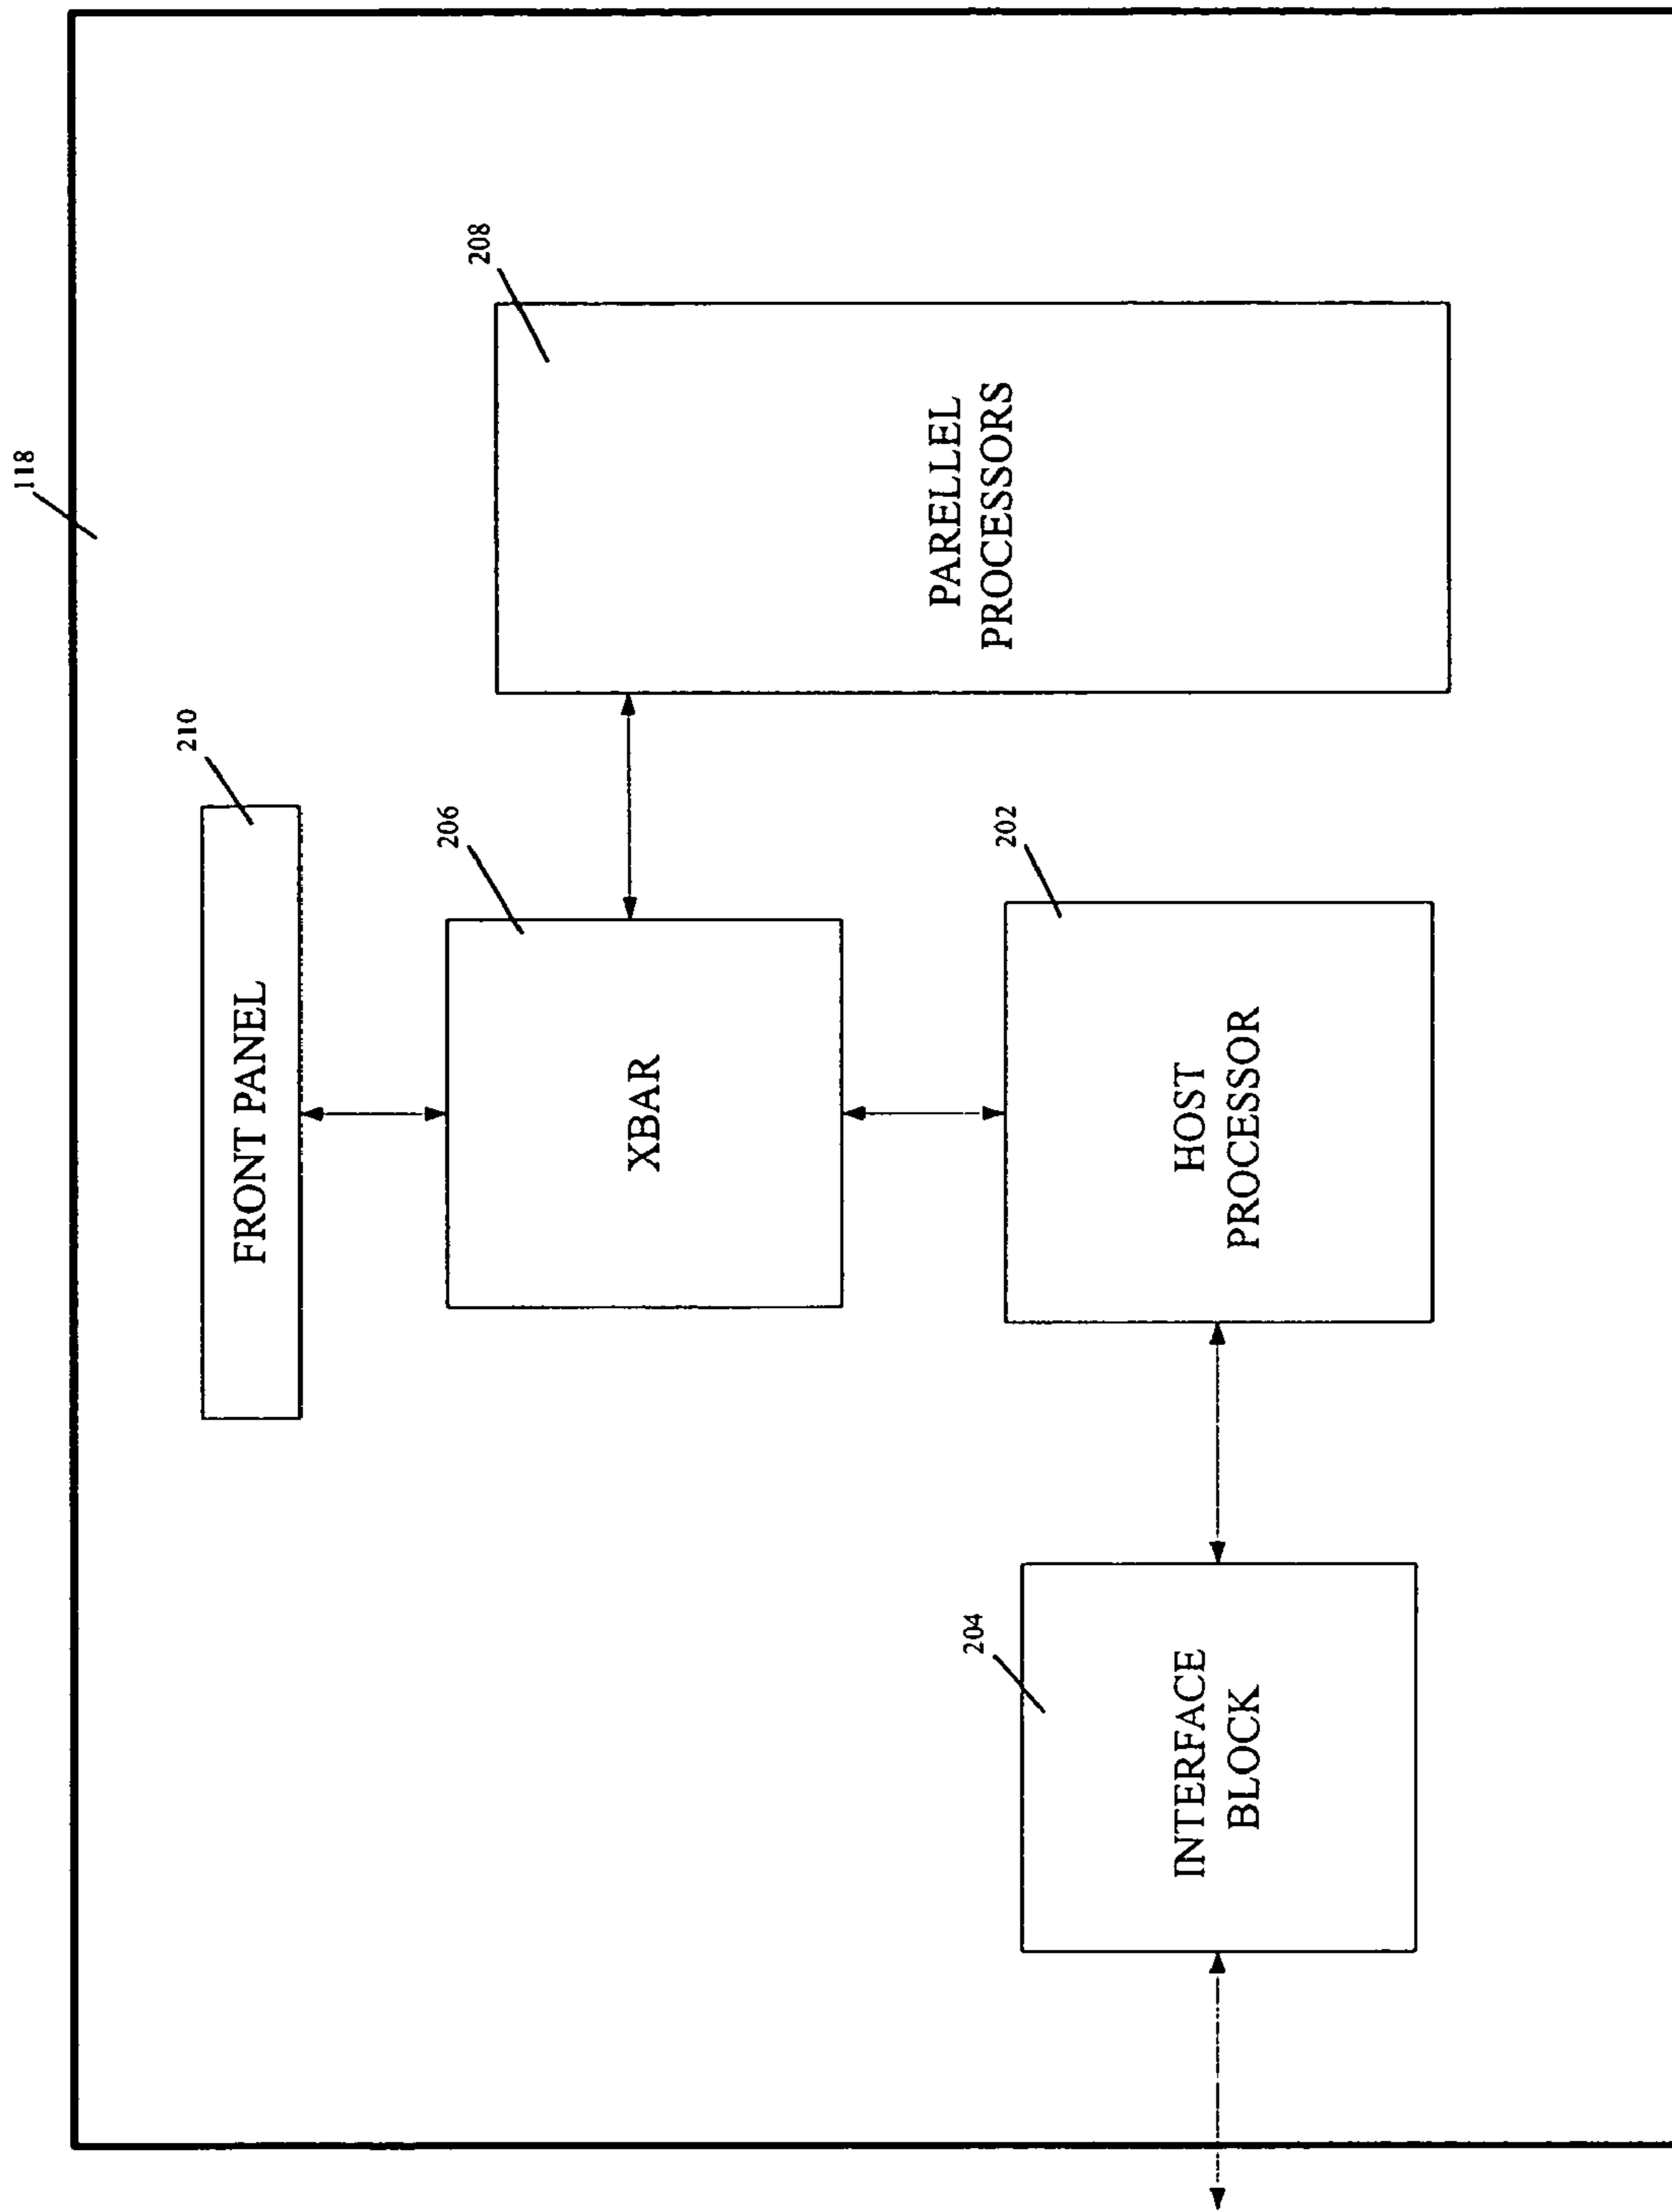 118
208
PARELLEL
PROCESSORS
210
FRONT PANEL
206
XBAR
202
HOST
PROCESSOR
204
INTERFACE
BLOCK